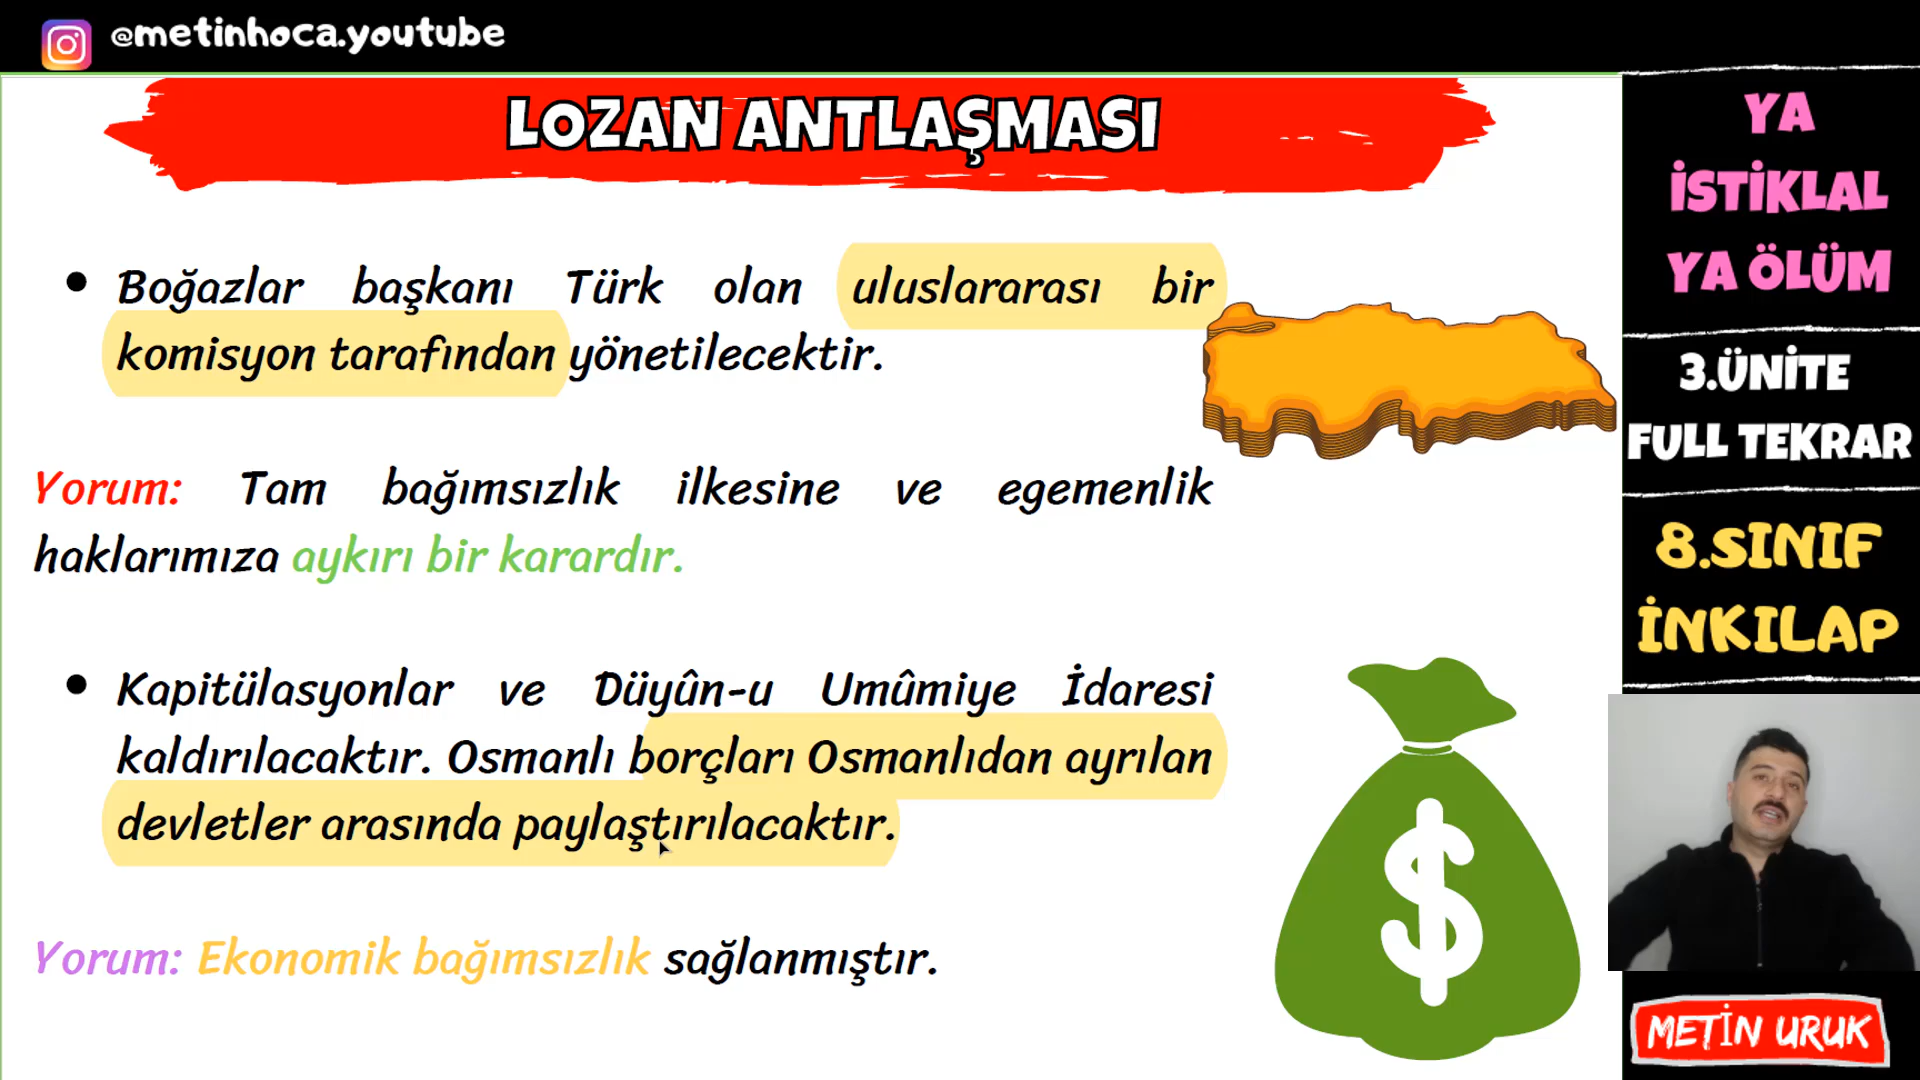 @metinhoca.youtube
LOZAN ANTLAŞMASI
• Boğazlar başkanı Türk olan uluslararası bir
komisyon tarafından yönetilecektir.
Yorum: Tam bağımsızlık ilkesine ve egemenlik
haklarımıza aykırı bir karardır.
• Kapitülasyonlar ve Düyûn-u Umûmiye İdaresi
kaldırılacaktır. Osmanlı borçları Osmanlıdan ayrılan
devletler arasında paylaştırılacaktır.
Yorum: Ekonomik bağımsızlık sağlanmıştır.
$
YA
İSTİKLAL
YA ÖLÜM
3.ÜNİTE
FULL TEKRAR
8.SINIF
İNKILAP
METİN URUK